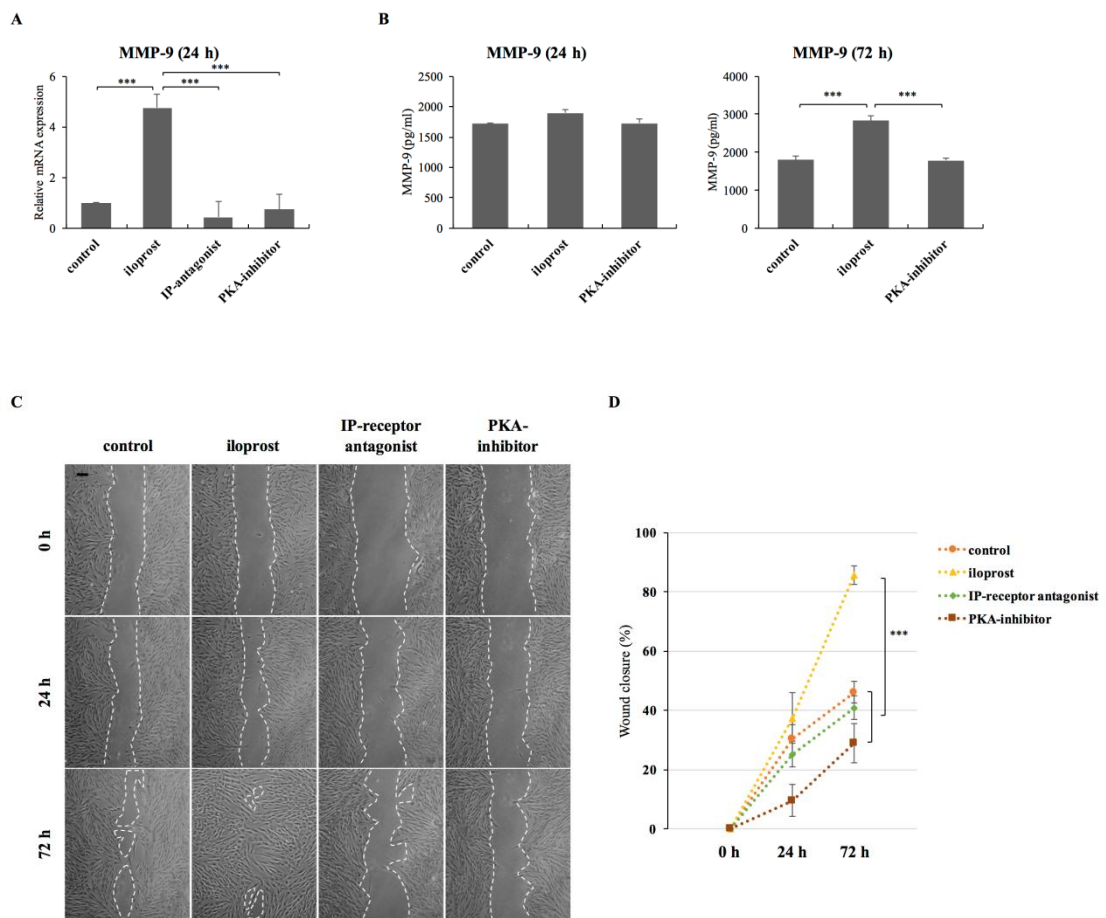 A
MMP-9 (24 h)
Relative mRNA expression
6
4
2
0
***
***
***
control
iloprost
IP-antagonist
PKA-inhibitor
B
MMP-9 (24 h)
MMP-9 (pg/ml)
2500
2000
1500
1000
500
0
control
iloprost
PKA-inhibitor
MMP-9 (72 h)
MMP-9 (pg/ml)
4000
3000
2000
1000
0
***
***
control
iloprost
PKA-inhibitor
C
control
iloprost
IP-receptor
antagonist
PKA-
inhibitor
0 h
24 h
72 h
D
Wound closure (%)
100
80
60
40
20
0
0 h
24 h
72 h
***
control
iloprost
IP-receptor antagonist
PKA-inhibitor